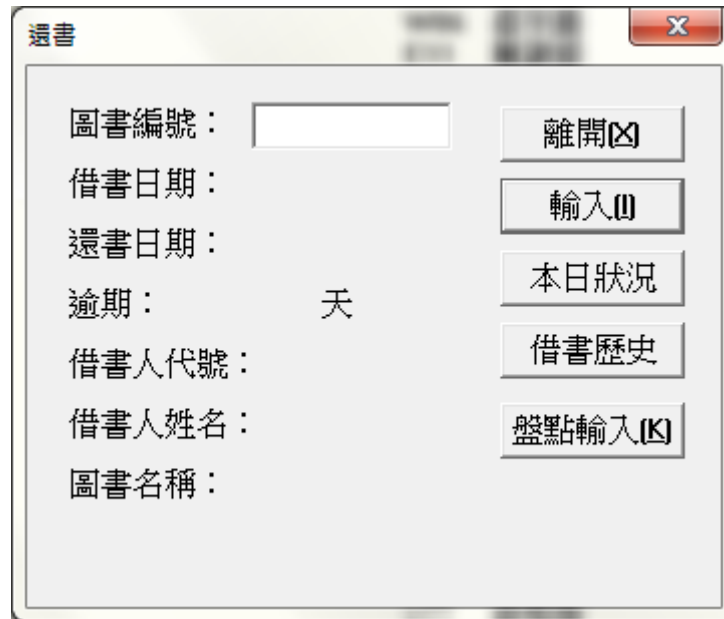 還書
圖書編號：
離開(X)
借書日期：
輸入(I)
還書日期：
本日狀況
逾期：　天
借書歷史
借書人代號：
借書人姓名：
盤點輸入(K)
圖書名稱：